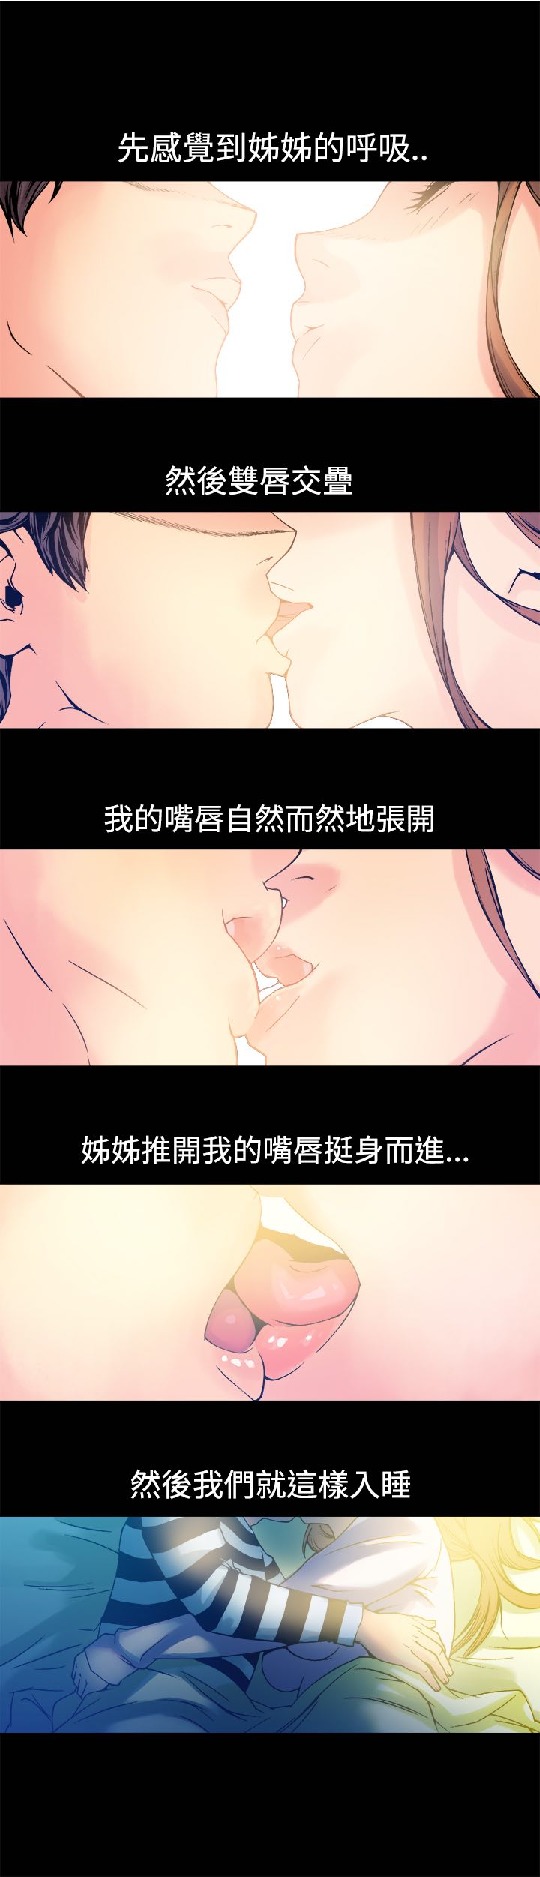 先感覺到姊姊的呼吸..
然後雙唇交疊
我的嘴唇自然而然地張開
姊姊推開我的嘴唇挺身而進...
然後我們就這樣入睡